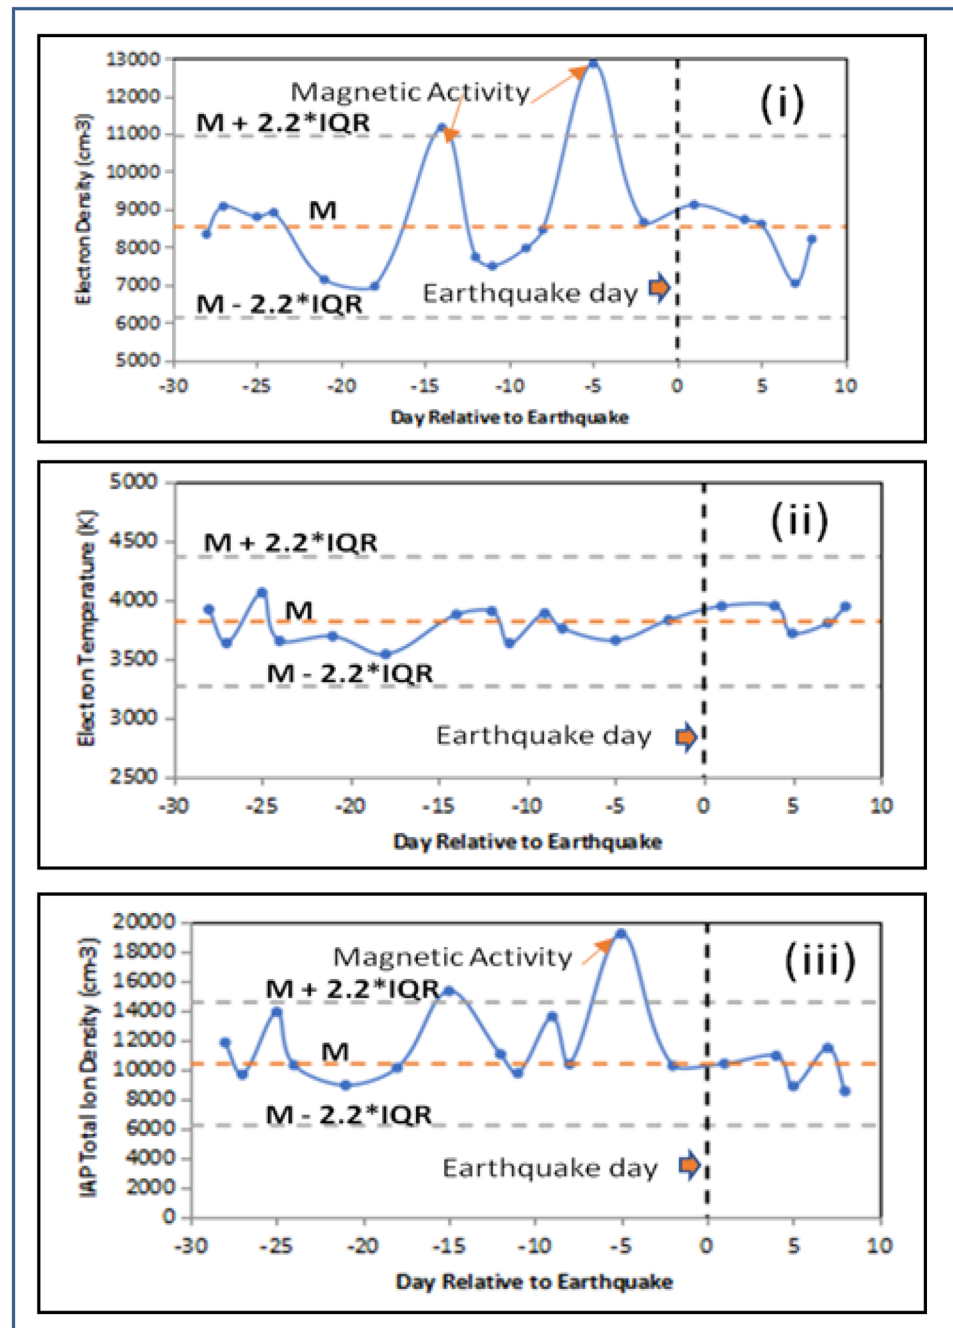 13000
12000
11000
10000
9000
8000
7000
6000
5000
Electron Density (cm-3)
Magnetic Activity
(i)
M + 2.2*IQR
M
M - 2.2*IQR
Earthquake day
-30 -25 -20 -15 -10 -5 0 5 10
Day Relative to Earthquake
5000
4500
4000
3500
3000
2500
Electron Temperature (K)
(ii)
M + 2.2*IQR
M
M - 2.2*IQR
Earthquake day
-30 -25 -20 -15 -10 -5 0 5 10
Day Relative to Earthquake
20000
18000
16000
14000
12000
10000
8000
6000
4000
2000
0
IAP Total Ion Density (cm-3)
Magnetic Activity
(iii)
M + 2.2*IQR
M
M - 2.2*IQR
Earthquake day
-30 -25 -20 -15 -10 -5 0 5 10
Day Relative to Earthquake